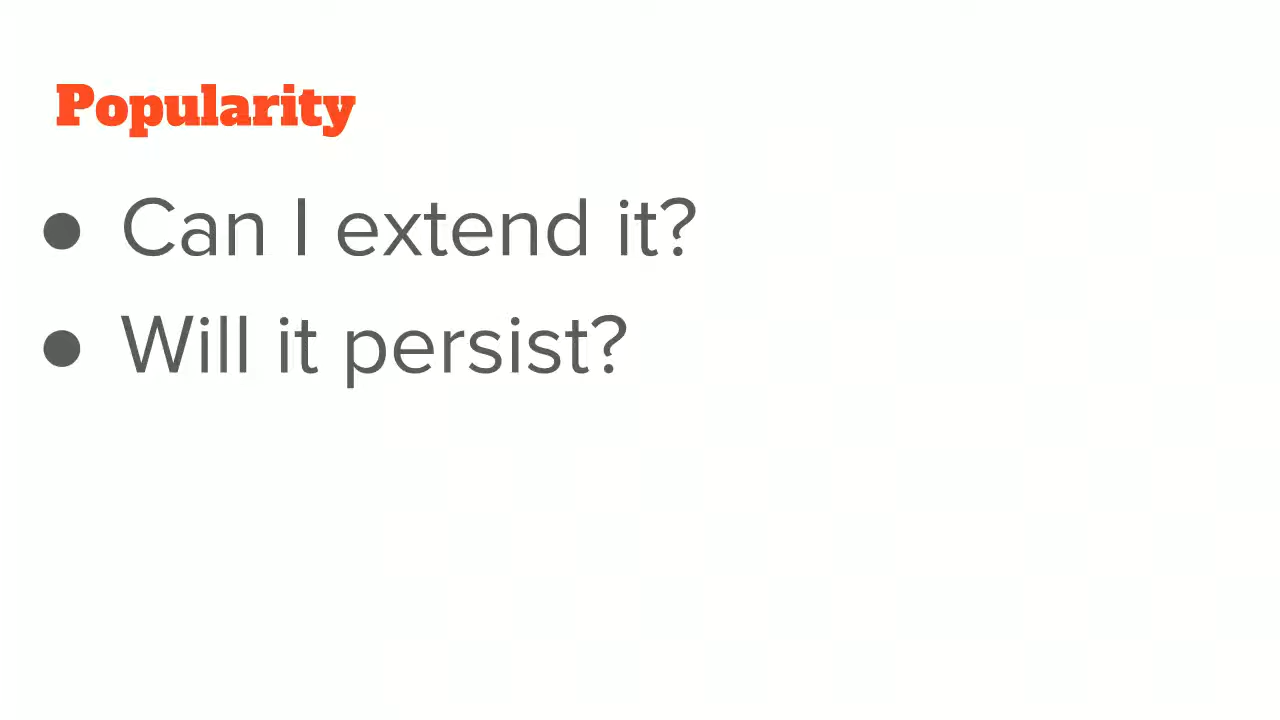 Popularity
● Can I extend it?
● Will it persist?